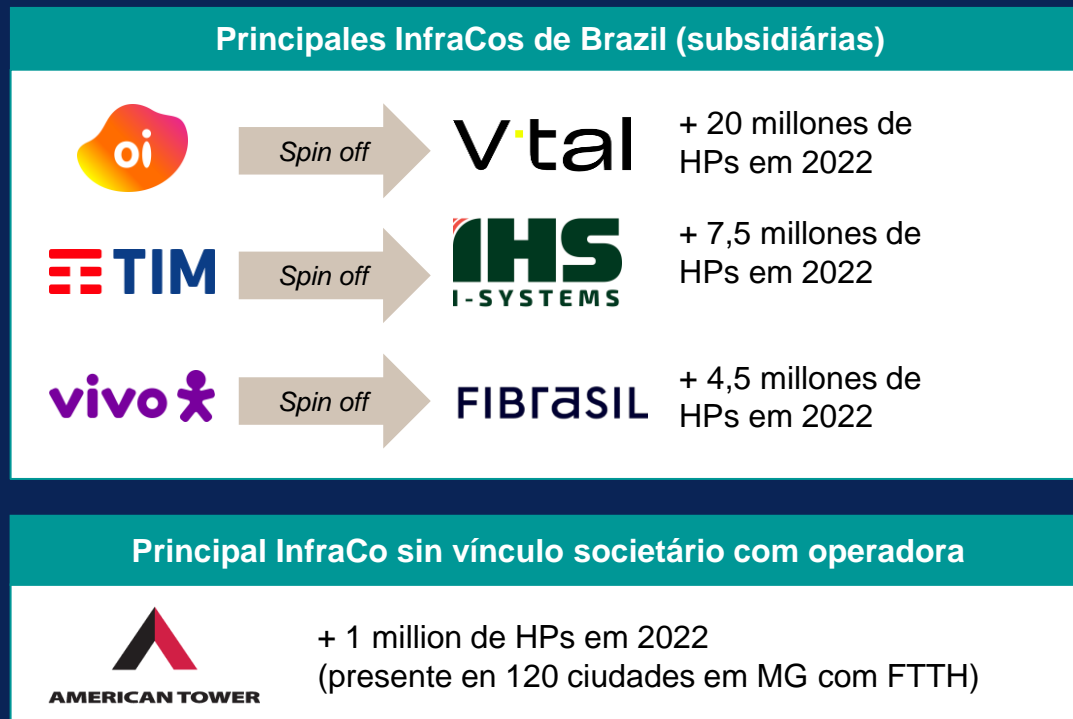 Principales InfraCos de Brazil (subsidiárias)
oi
Spin off
V·tal
+ 20 millones de
HPs em 2022
TIM
Spin off
IHS
I-SYSTEMS
+ 7,5 millones de
HPs em 2022
vivo
Spin off
FIBrasil
+ 4,5 millones de
HPs em 2022
Principal InfraCo sin vínculo societário com operadora
AMERICAN TOWER
+ 1 million de HPs em 2022
(presente en 120 ciudades em MG com FTTH)